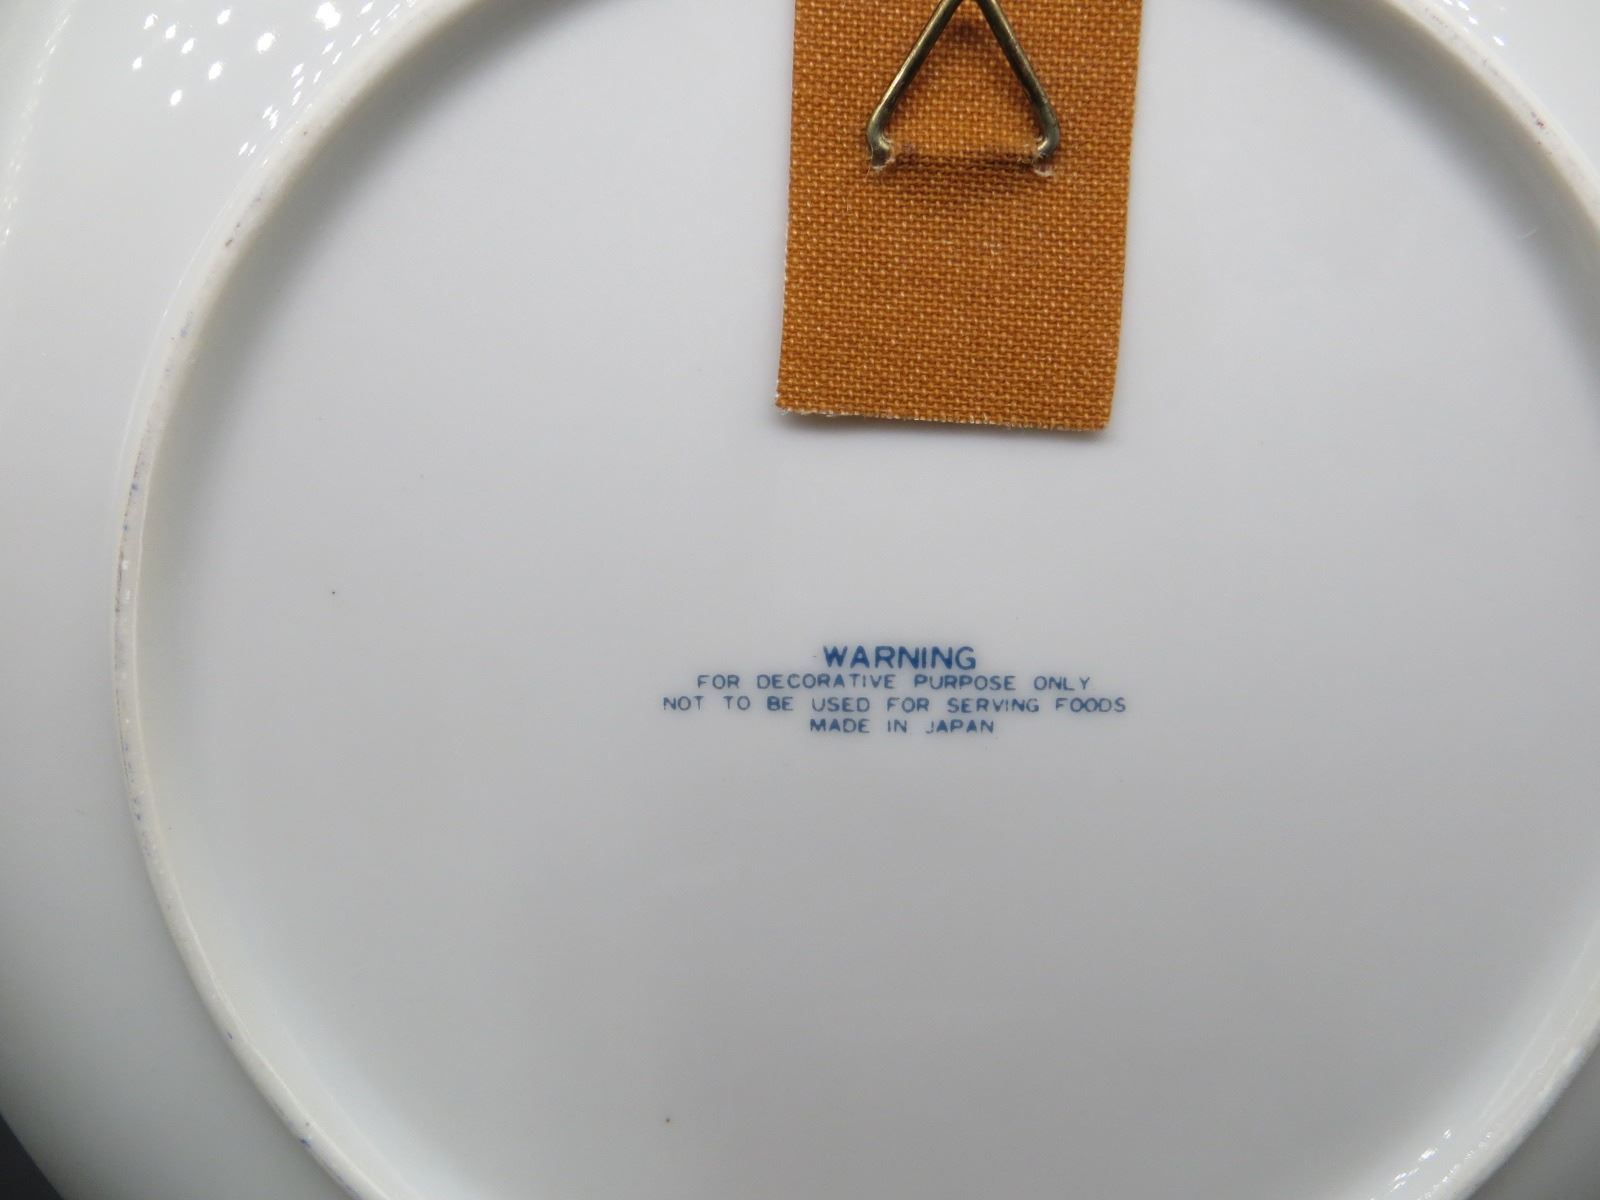 WARNING
FOR DECORATIVE PURPOSE ONLY
NOT TO BE USED FOR SERVING FOODS
MADE IN JAPAN